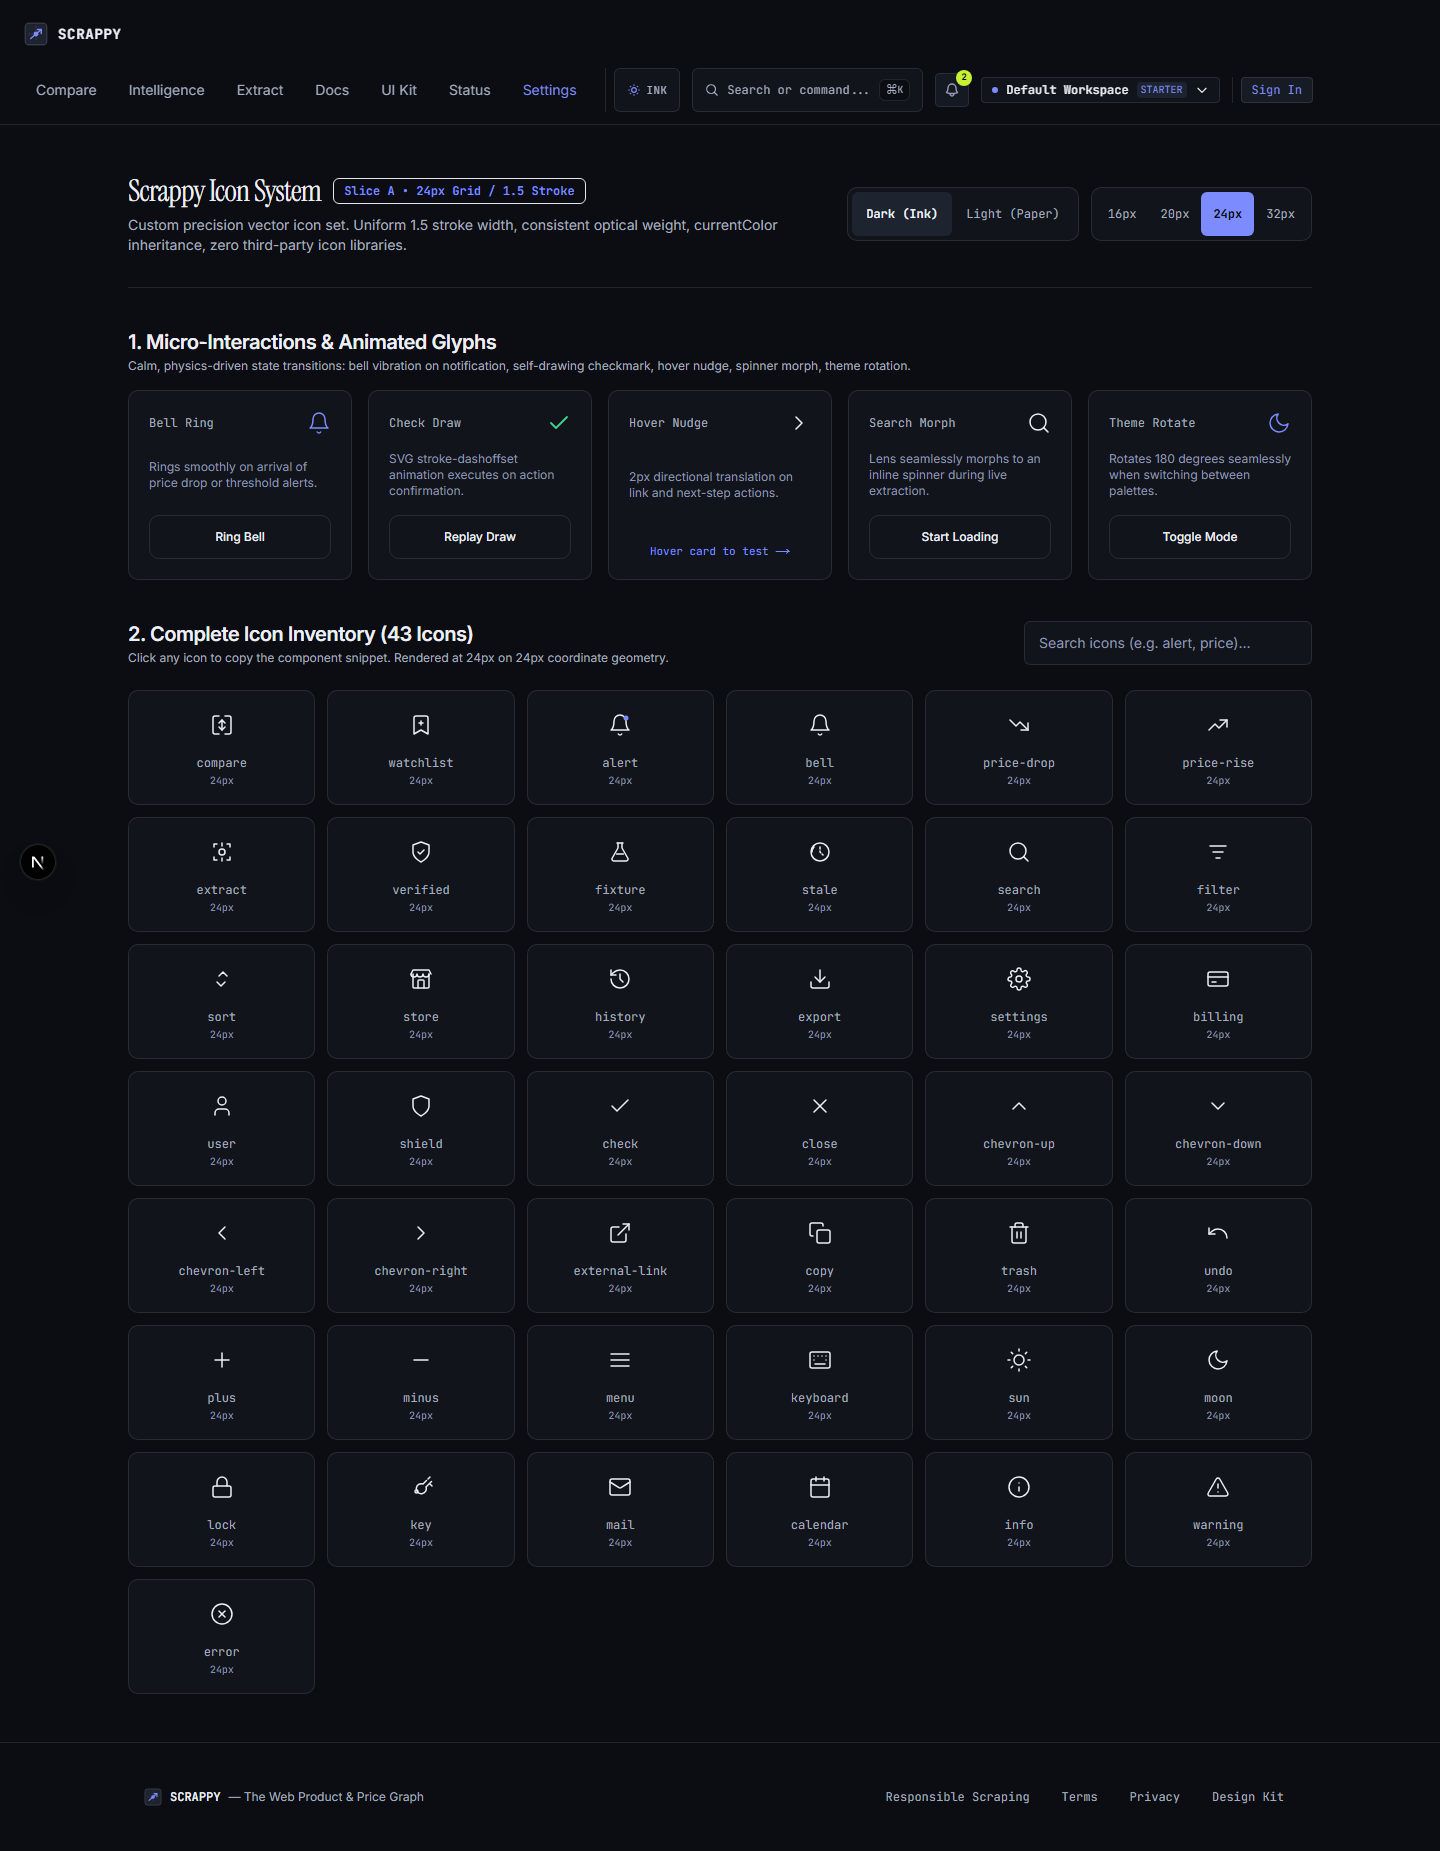 SCRAPPY
Compare Intelligence Extract Docs UI Kit Status Settings INK Search or command... ⌘K 2 Default Workspace STARTER Sign In
Scrappy Icon System Slice A • 24px Grid / 1.5 Stroke
Custom precision vector icon set. Uniform 1.5 stroke width, consistent optical weight, currentColor
inheritance, zero third-party icon libraries.
Dark (Ink) Light (Paper) 16px 20px 24px 32px
1. Micro-Interactions & Animated Glyphs
Calm, physics-driven state transitions: bell vibration on notification, self-drawing checkmark, hover nudge, spinner morph, theme rotation.
Bell Ring
Rings smoothly on arrival of
price drop or threshold alerts.
Ring Bell
Check Draw
SVG stroke-dashoffset
animation executes on action
confirmation.
Replay Draw
Hover Nudge
2px directional translation on
link and next-step actions.
Hover card to test →
Search Morph
Lens seamlessly morphs to an
inline spinner during live
extraction.
Start Loading
Theme Rotate
Rotates 180 degrees seamlessly
when switching between
palettes.
Toggle Mode
2. Complete Icon Inventory (43 Icons)
Click any icon to copy the component snippet. Rendered at 24px on 24px coordinate geometry.
Search icons (e.g. alert, price)...
compare watchlist alert bell price-drop price-rise
24px 24px 24px 24px 24px 24px
extract verified fixture stale search filter
24px 24px 24px 24px 24px 24px
sort store history export settings billing
24px 24px 24px 24px 24px 24px
user shield check close chevron-up chevron-down
24px 24px 24px 24px 24px 24px
chevron-left chevron-right external-link copy trash undo
24px 24px 24px 24px 24px 24px
plus minus menu keyboard sun moon
24px 24px 24px 24px 24px 24px
lock key mail calendar info warning
24px 24px 24px 24px 24px 24px
error
24px
SCRAPPY — The Web Product & Price Graph
Responsible Scraping Terms Privacy Design Kit